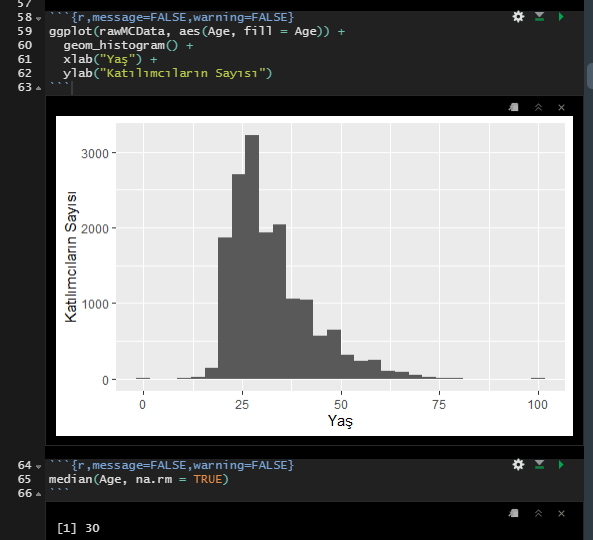 57
58 ```{r,message=FALSE,warning=FALSE}
59 ggplot(rawMCData, aes(Age, fill = Age)) +
60   geom_histogram() +
61   xlab("Yaş") +
62   ylab("Katılımcıların Sayısı")
63 ```
Katılımcıların Sayısı
3000
2000
1000
0
0 25 50 75 100
Yaş
64 ```{r,message=FALSE,warning=FALSE}
65 median(Age, na.rm = TRUE)
66 ```
[1] 30